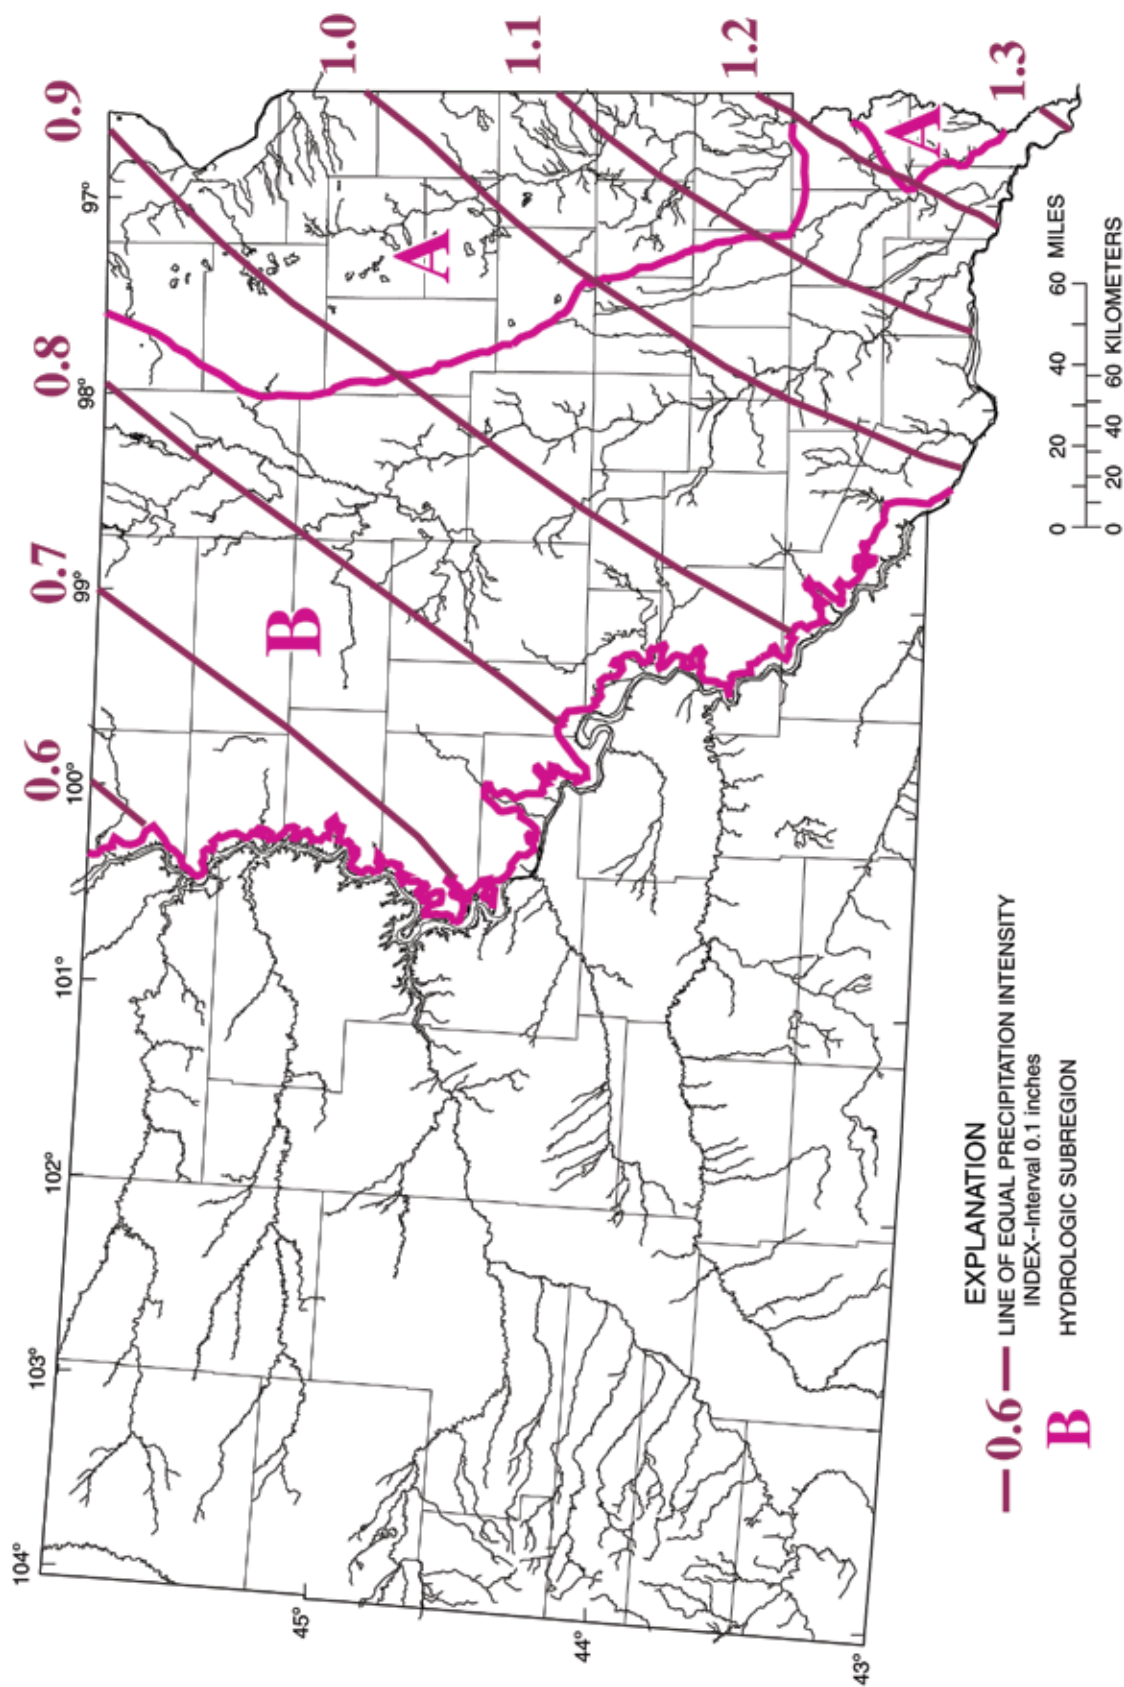 0.6
0.7
0.8
0.9
1.0
1.1
1.2
1.3
104°
103°
102°
101°
100°
99°
98°
97°
45°
44°
43°
A
B
A
0 20 40 60 MILES
0 20 40 60 KILOMETERS
EXPLANATION
0.6 LINE OF EQUAL PRECIPITATION INTENSITY
INDEX--Interval 0.1 inches
B HYDROLOGIC SUBREGION